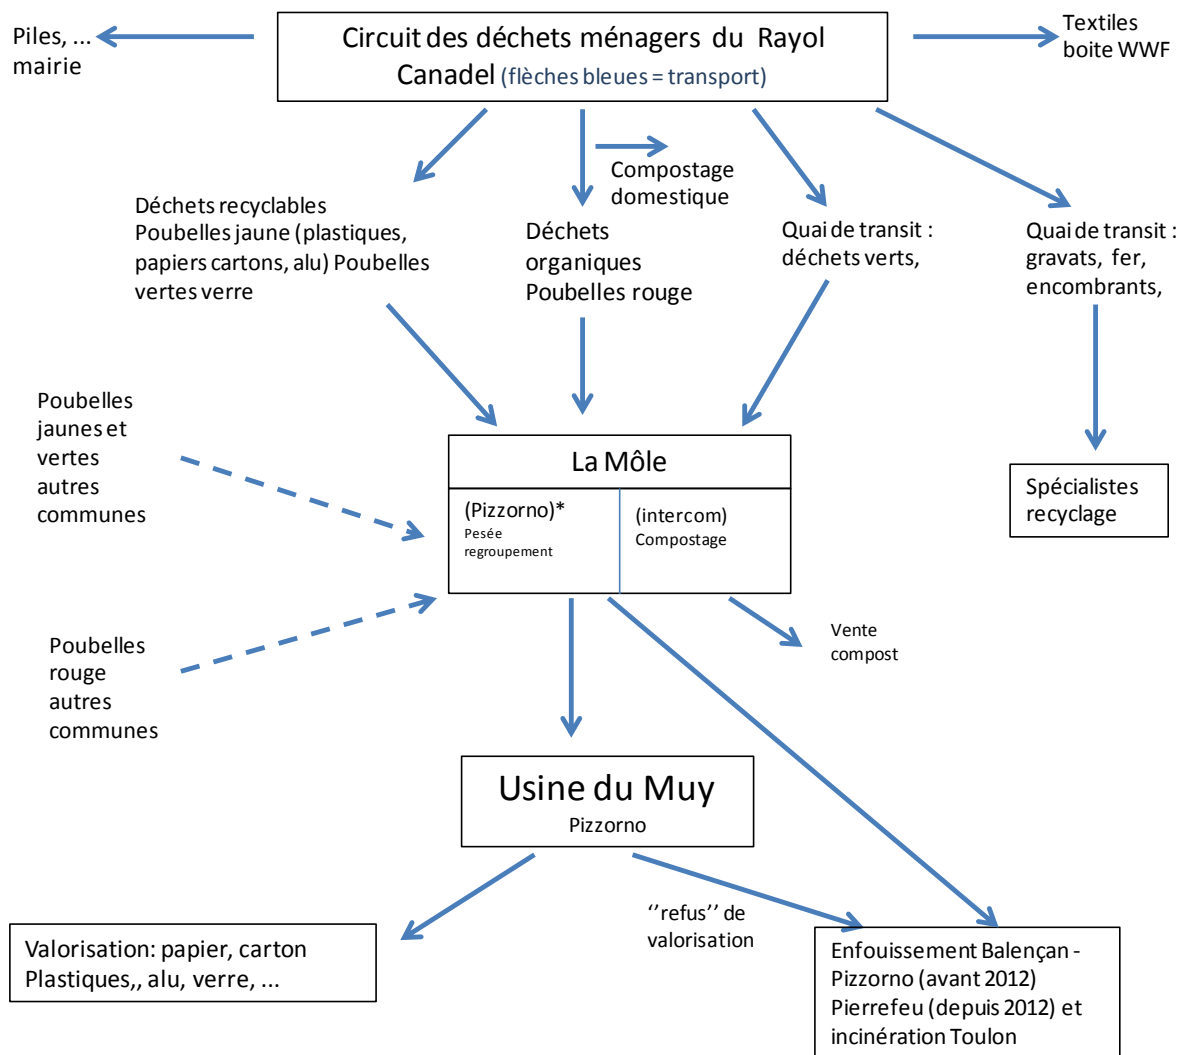 Piles, ...
mairie
Circuit des déchets ménagers du Rayol
Canadel (flèches bleues = transport)
Textiles
boite WWF
Compostage
domestique
Déchets recyclables
Poubelles jaune (plastiques,
papiers cartons, alu) Poubelles
vertes verre
Déchets
organiques
Poubelles rouge
Quai de transit :
déchets verts,
Quai de transit :
gravats, fer,
encombrants,
Poubelles
jaunes et
vertes
autres
communes
La Môle
(Pizzorno)*
Pesée
regroupement
(intercom)
Compostage
Spécialistes
recyclage
Poubelles
rouge
autres
communes
Vente
compost
Usine du Muy
Pizzorno
‘’refus’’ de
valorisation
Valorisation: papier, carton
Plastiques,, alu, verre, ...
Enfouissement Balençan -
Pizzorno (avant 2012)
Pierrefeu (depuis 2012) et
incinération Toulon